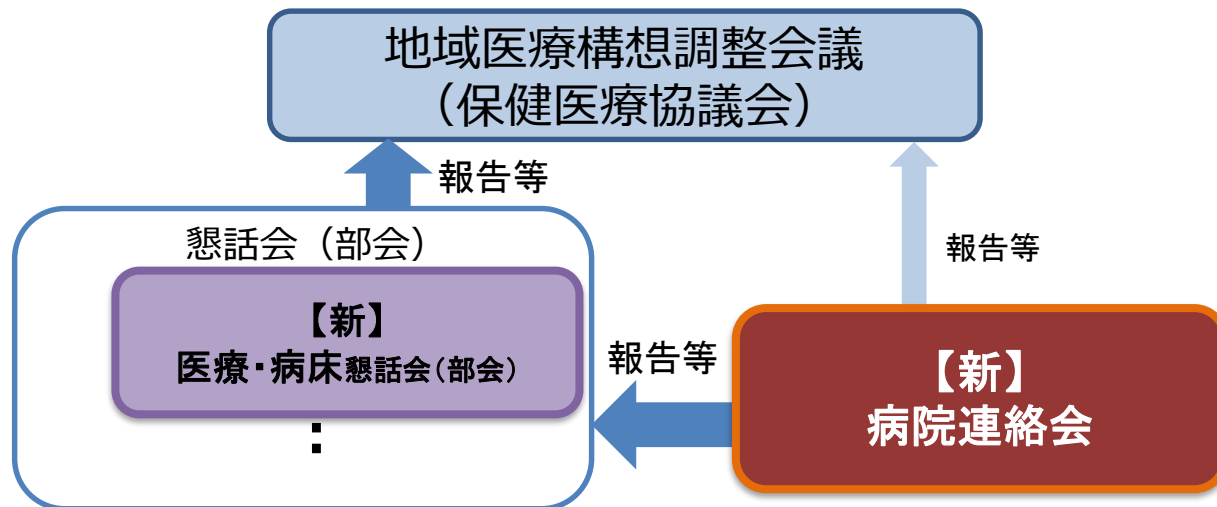 地域医療構想調整会議
（保健医療協議会）
報告等
懇話会（部会）
【新】
医療・病床懇話会（部会）
：
報告等
報告等
【新】
病院連絡会